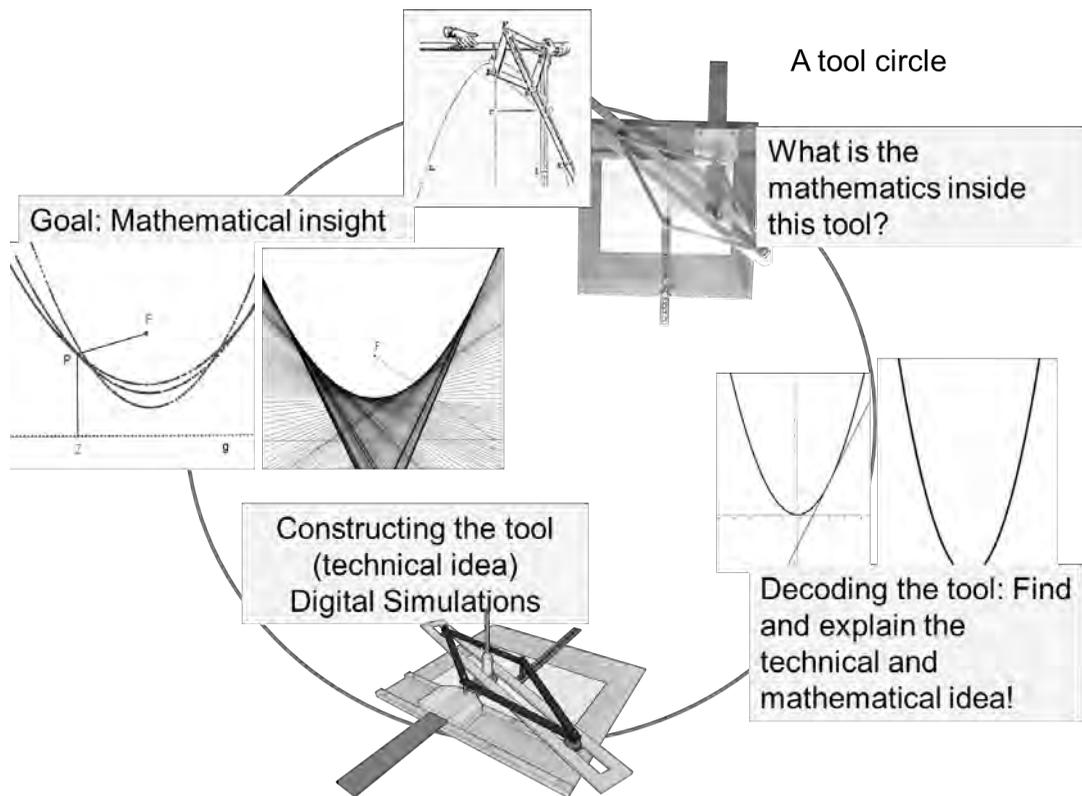 A tool circle
What is the
mathematics inside
this tool?
Goal: Mathematical insight
F
P
g
F
Constructing the tool
(technical idea)
Digital Simulations
Decoding the tool: Find
and explain the
technical and
mathematical idea!